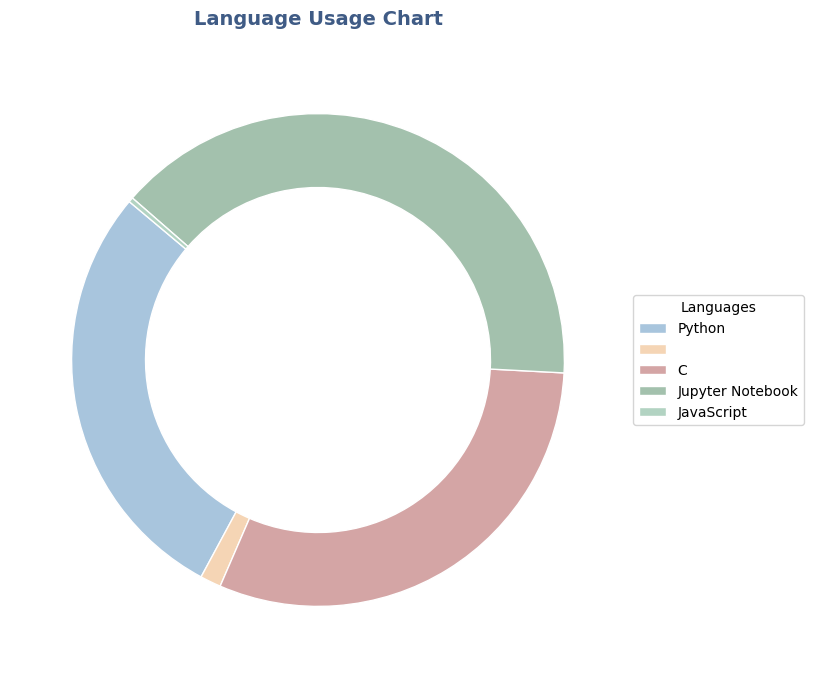 Language Usage Chart
Languages
Python
C
Jupyter Notebook
JavaScript